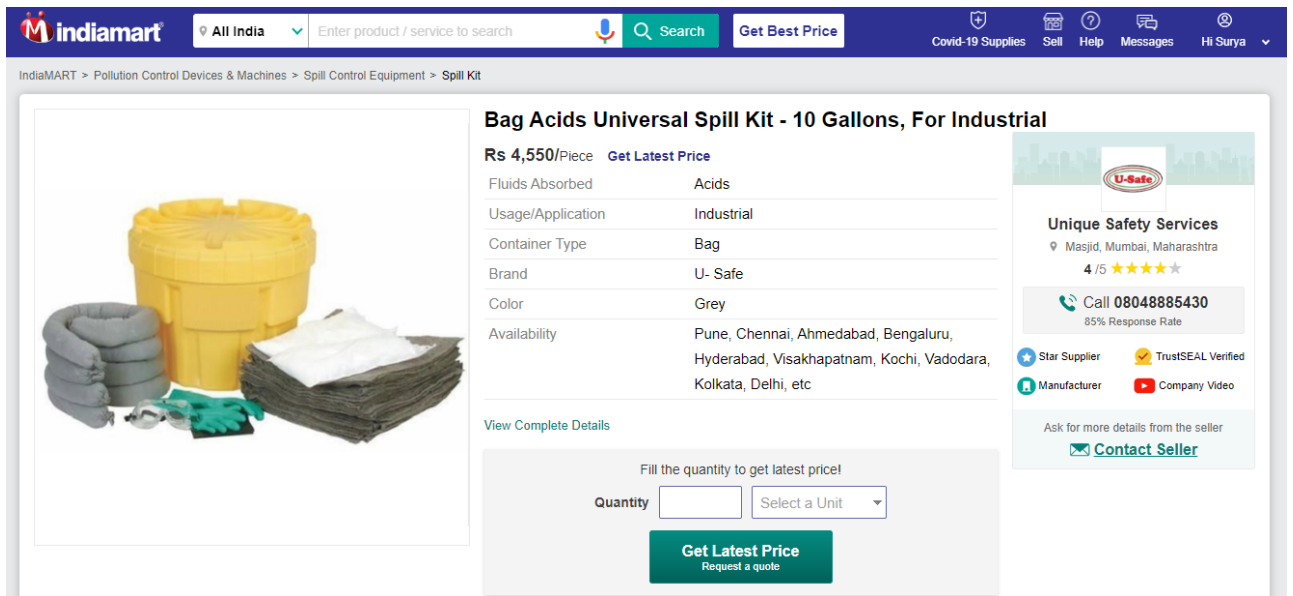 indiamart
All India
Enter product / service to search
Search
Get Best Price
Covid-19 Supplies
Sell
Help
Messages
Hi Surya
IndiaMART > Pollution Control Devices & Machines > Spill Control Equipment > Spill Kit
Bag Acids Universal Spill Kit - 10 Gallons, For Industrial
Rs 4,550/Piece Get Latest Price
Fluids Absorbed Acids
Usage/Application Industrial
Container Type Bag
Brand U- Safe
Color Grey
Availability Pune, Chennai, Ahmedabad, Bengaluru,
Hyderabad, Visakhapatnam, Kochi, Vadodara,
Kolkata, Delhi, etc
View Complete Details
Fill the quantity to get latest price!
Quantity Select a Unit
Get Latest Price
Request a quote
U-Safe
Unique Safety Services
Masjid, Mumbai, Maharashtra
4 /5
Call 08048885430
85% Response Rate
Star Supplier TrustSEAL Verified
Manufacturer Company Video
Ask for more details from the seller
Contact Seller